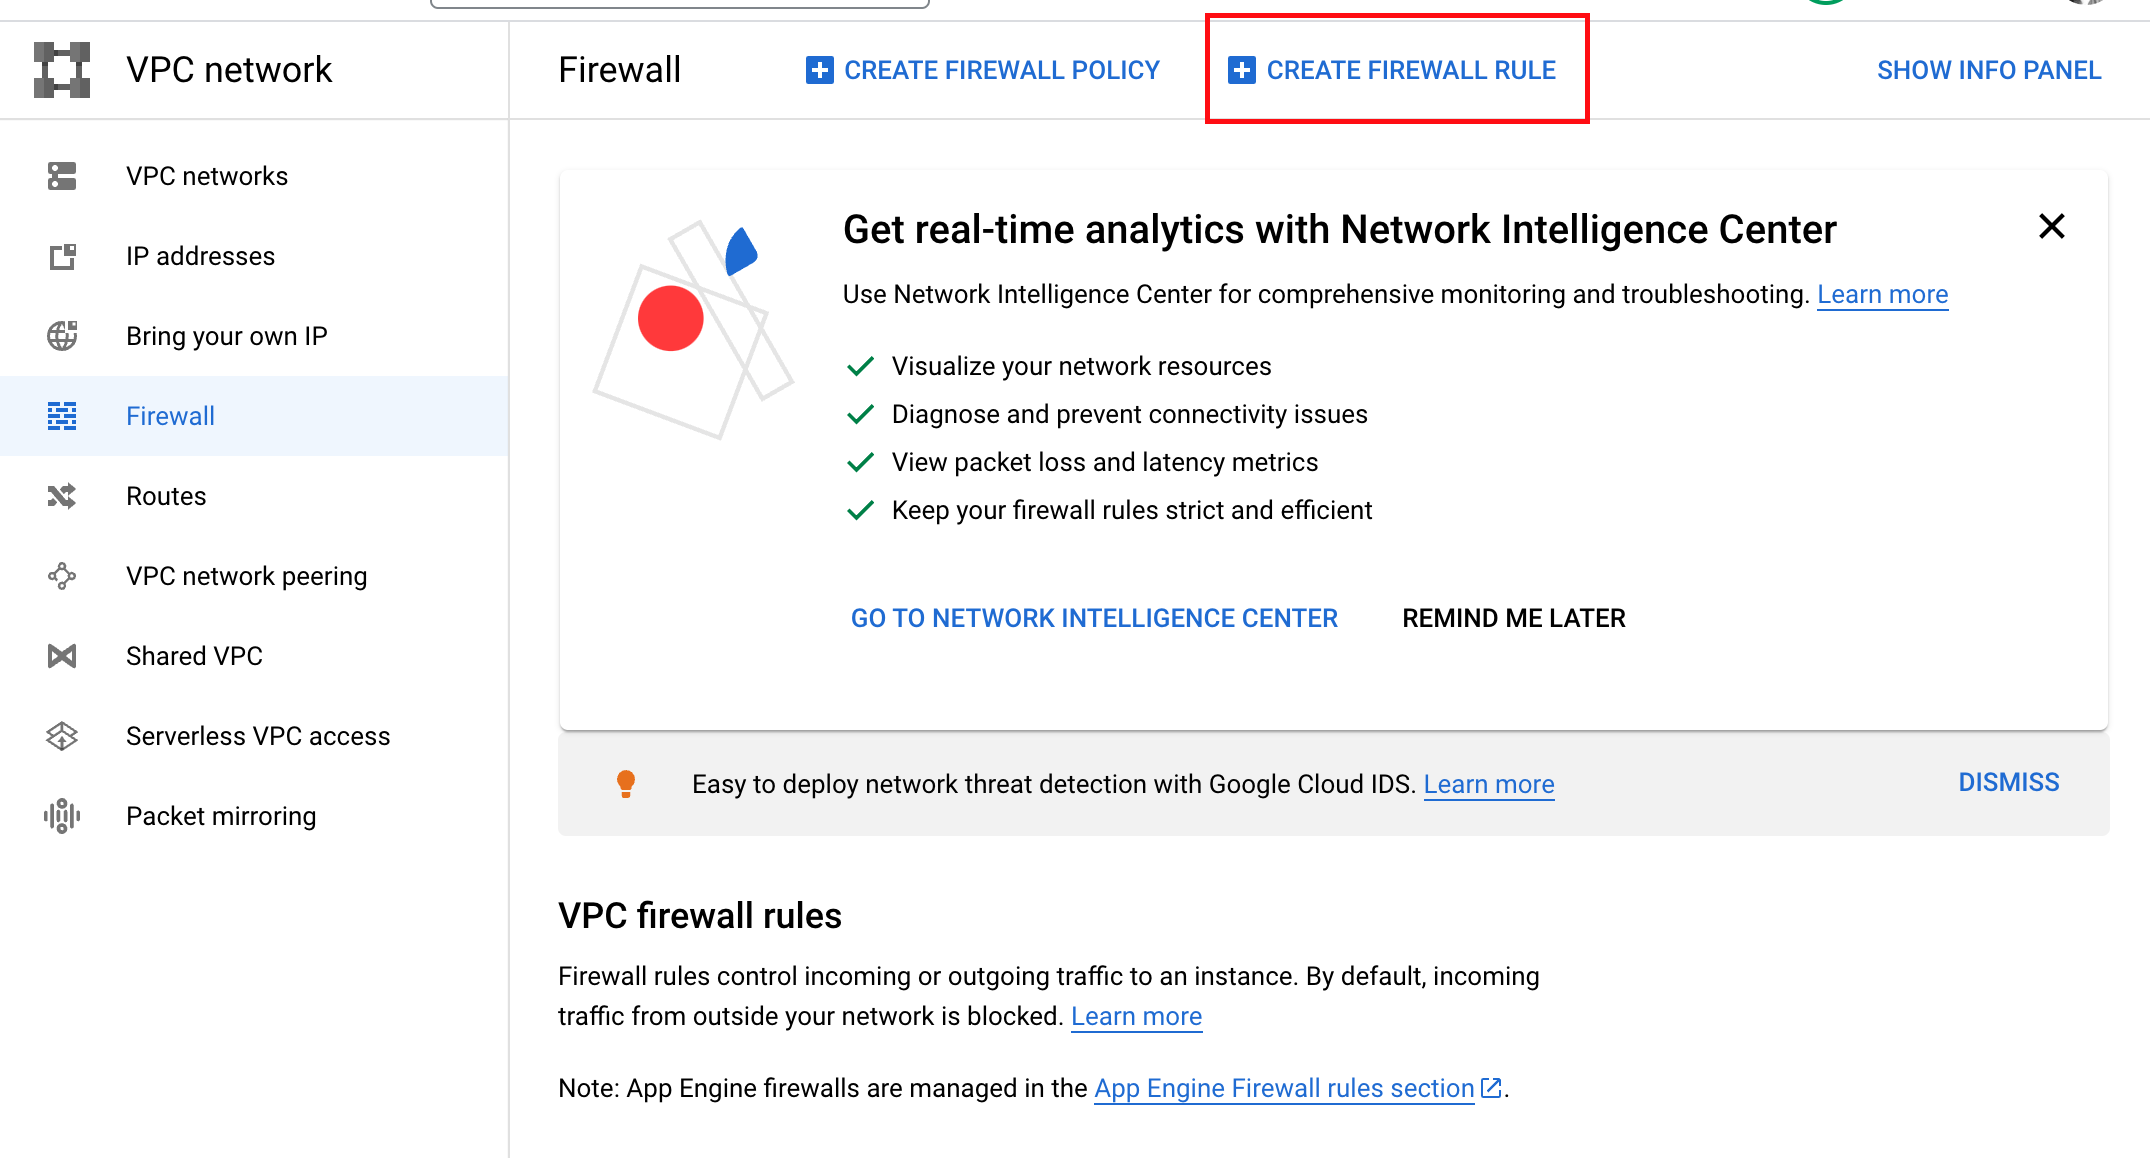 VPC network
Firewall
CREATE FIREWALL POLICY
CREATE FIREWALL RULE
SHOW INFO PANEL
VPC networks
IP addresses
Bring your own IP
Firewall
Routes
VPC network peering
Shared VPC
Serverless VPC access
Packet mirroring
Get real-time analytics with Network Intelligence Center
Use Network Intelligence Center for comprehensive monitoring and troubleshooting. Learn more
Visualize your network resources
Diagnose and prevent connectivity issues
View packet loss and latency metrics
Keep your firewall rules strict and efficient
GO TO NETWORK INTELLIGENCE CENTER
REMIND ME LATER
Easy to deploy network threat detection with Google Cloud IDS. Learn more
DISMISS
VPC firewall rules
Firewall rules control incoming or outgoing traffic to an instance. By default, incoming
traffic from outside your network is blocked. Learn more
Note: App Engine firewalls are managed in the App Engine Firewall rules section.